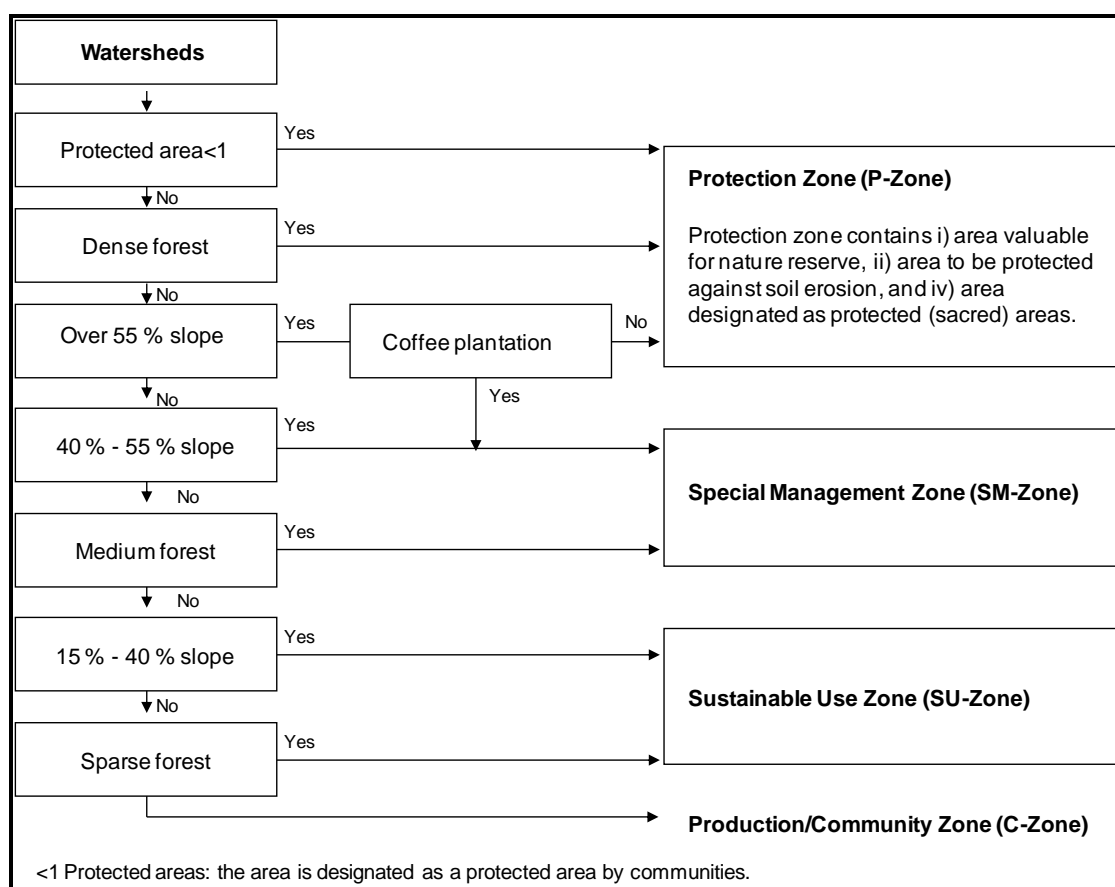 Watersheds
Protected area<1
Yes
No
Dense forest
Yes
No
Over 55 % slope
Yes
Coffee plantation
No
Yes
No
40 % - 55 % slope
Yes
No
Medium forest
Yes
No
15 % - 40 % slope
Yes
No
Sparse forest
Yes
Protection Zone (P-Zone)
Protection zone contains i) area valuable
for nature reserve, ii) area to be protected
against soil erosion, and iv) area
designated as protected (sacred) areas.
Special Management Zone (SM-Zone)
Sustainable Use Zone (SU-Zone)
Production/Community Zone (C-Zone)
<1 Protected areas: the area is designated as a protected area by communities.